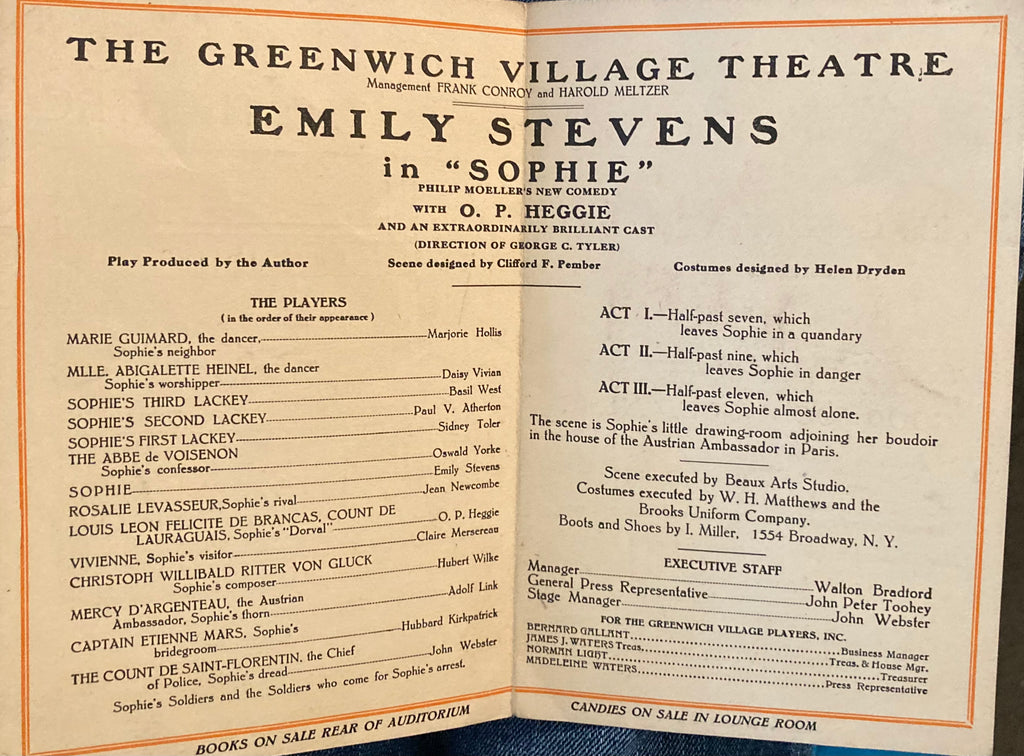 THE GREENWICH VILLAGE THEATRE
Management FRANK CONROY and HAROLD MELTZER
EMILY STEVENS
in "SOPHIE"
PHILIP MOELLER'S NEW COMEDY
WITH O. P. HEGGIE
AND AN EXTRAORDINARILY BRILLIANT CAST
(DIRECTION OF GEORGE C. TYLER)
Play Produced by the Author
Scene designed by Clifford F. Pember
Costumes designed by Helen Dryden
THE PLAYERS
(in the order of their appearance)
MARIE GUIMARD, the dancer, Marjorie Hollis
Sophie's neighbor
MLLE. ABIGALETTE HEINEL, the dancer
Sophie's worshipper Daisy Vivian
SOPHIE'S THIRD LACKEY Basil West
SOPHIE'S SECOND LACKEY Paul V. Atherton
SOPHIE'S FIRST LACKEY Sidney Toler
THE ABBE de VOISENON
Sophie's confessor Oswald Yorke
SOPHIE Emily Stevens
ROSALIE LEVASSEUR, Sophie's rival Jean Newcombe
LOUIS LEON FELICITE DE BRANCAS, COUNT DE
LAURAGUAIS, Sophie's "Dorval" O. P. Heggie
VIVIENNE, Sophie's visitor Claire Mersereau
CHRISTOPH WILLIBALD RITTER VON GLUCK
Sophie's composer Hubert Wilke
MERCY D'ARGENTEAU, the Austrian
Ambassador, Sophie's thorn Adolf Link
CAPTAIN ETIENNE MARS, Sophie's
bridegroom Hubbard Kirkpatrick
THE COUNT DE SAINT-FLORENTIN, the Chief
of Police, Sophie's dread John Webster
Sophie's Soldiers and the Soldiers who come for Sophie's arrest.
BOOKS ON SALE REAR OF AUDITORIUM
ACT I.—Half-past seven, which
leaves Sophie in a quandary
ACT II.—Half-past nine, which
leaves Sophie in danger
ACT III.—Half-past eleven, which
leaves Sophie almost alone.
The scene is Sophie's little drawing-room adjoining her boudoir
in the house of the Austrian Ambassador in Paris.
Scene executed by Beaux Arts Studio.
Costumes executed by W. H. Matthews and the
Brooks Uniform Company.
Boots and Shoes by I. Miller, 1554 Broadway, N. Y.
EXECUTIVE STAFF
Manager Walton Bradford
General Press Representative John Peter Toohey
Stage Manager John Webster
FOR THE GREENWICH VILLAGE PLAYERS, INC.
BERNARD GALLANT Business Manager
JAMES J. WATERS Treas. Treas. & House Mgr.
NORMAN LIGHT Treasurer
MADELEINE WATERS Press Representative
CANDIES ON SALE IN LOUNGE ROOM